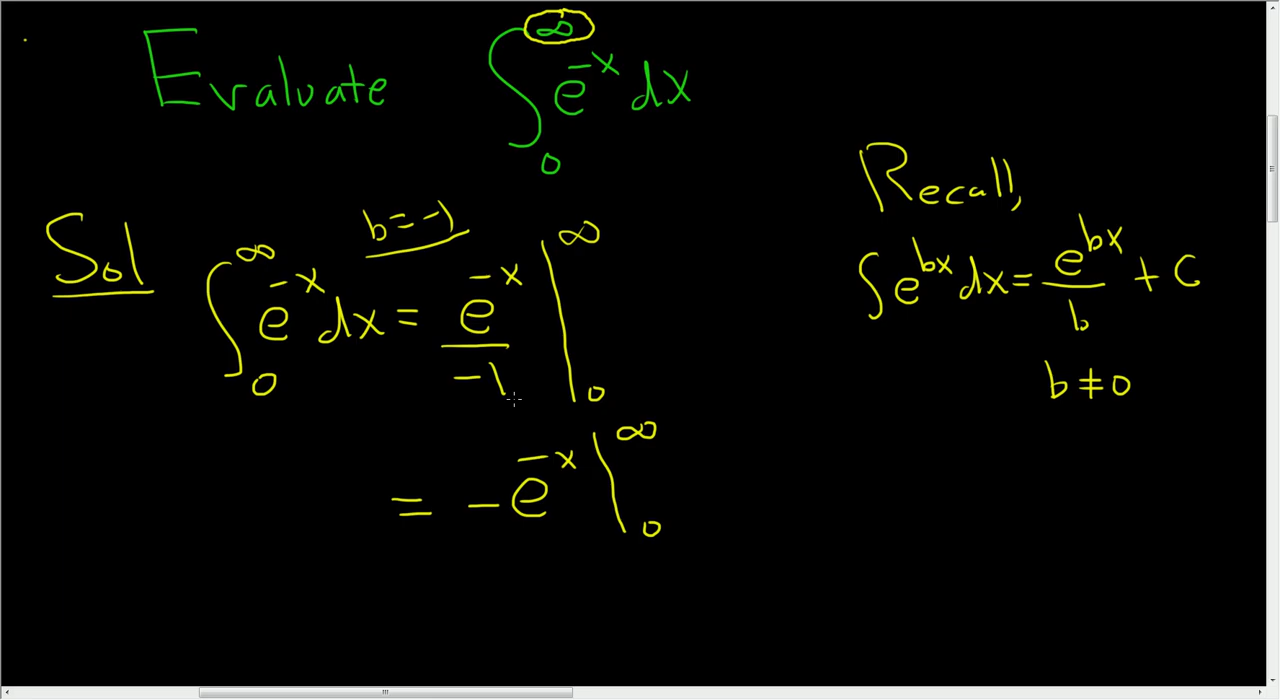 Evaluate ∫₀^∞ e^{-x} dx
Recall,
Sol
b = -1
∫₀^∞ e^{-x} dx = e^{-x}/-1 |₀^∞
∫ e^{bx} dx = e^{bx}/b + C
b ≠ 0
= -e^{-x} |₀^∞